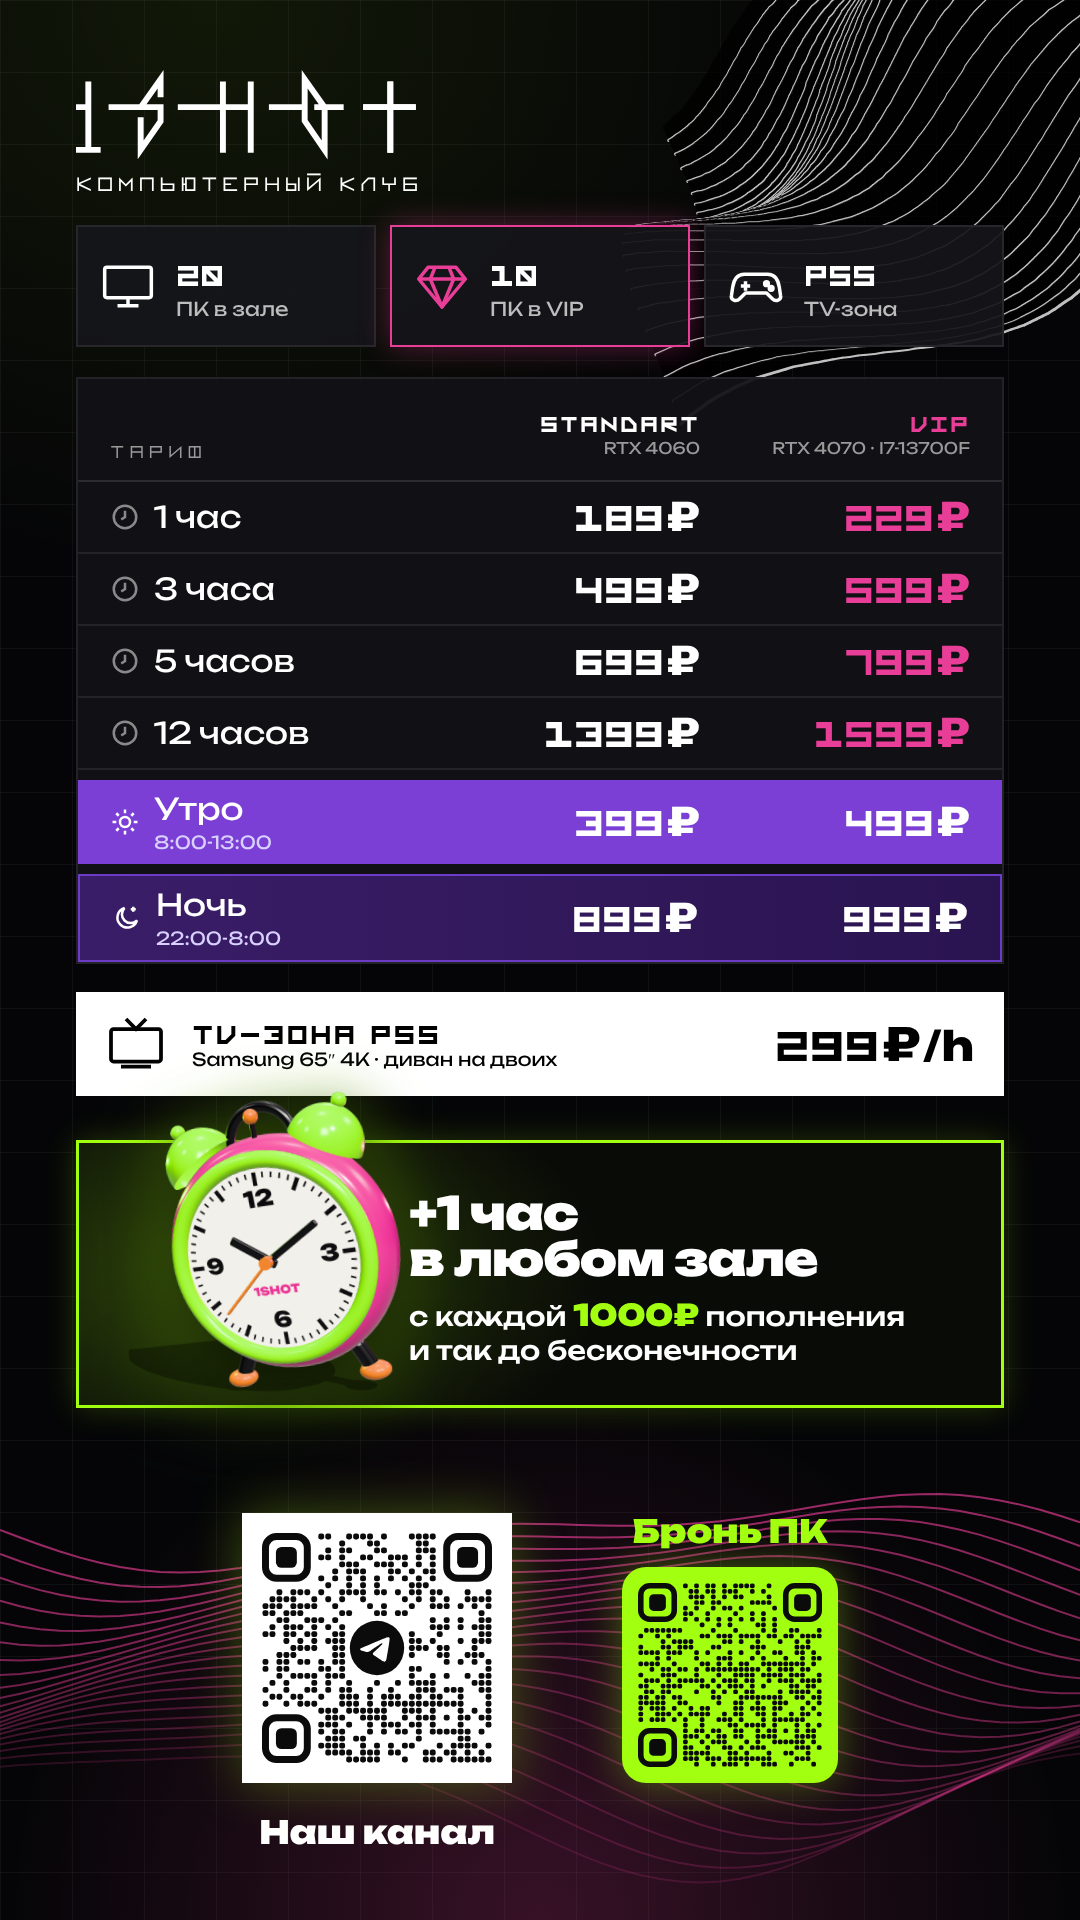 1SHOT
КОМПЬЮТЕРНЫЙ КЛУБ
20
ПК в зале
10
ПК в VIP
PS5
TV-зона
ТАРИФ
STANDART
RTX 4060
VIP
RTX 4070 · I7-13700F
1 час 189₽ 229₽
3 часа 499₽ 599₽
5 часов 699₽ 799₽
12 часов 1399₽ 1599₽
Утро
8:00-13:00
399₽ 499₽
Ночь
22:00-8:00
899₽ 999₽
TV-ЗОНА PS5
Samsung 65" 4K · диван на двоих
299₽/h
12
3
9
1SHOT
6
+1 час
в любом зале
с каждой 1000₽ пополнения
и так до бесконечности
Бронь ПК
Наш канал